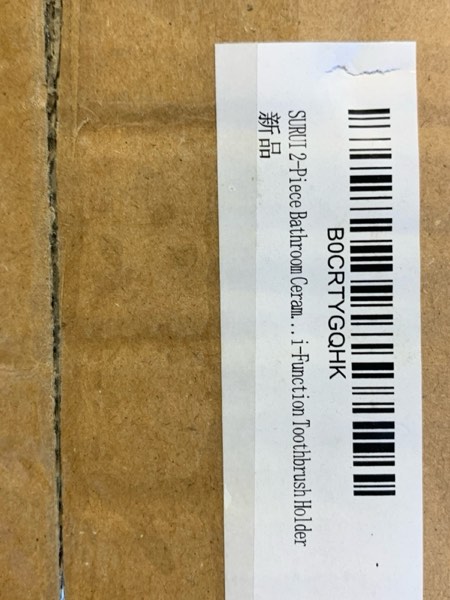 B0CRTYGQHK
SURUI 2-Piece Bathroom Ceram...i-Function Toothbrush Holder
新品